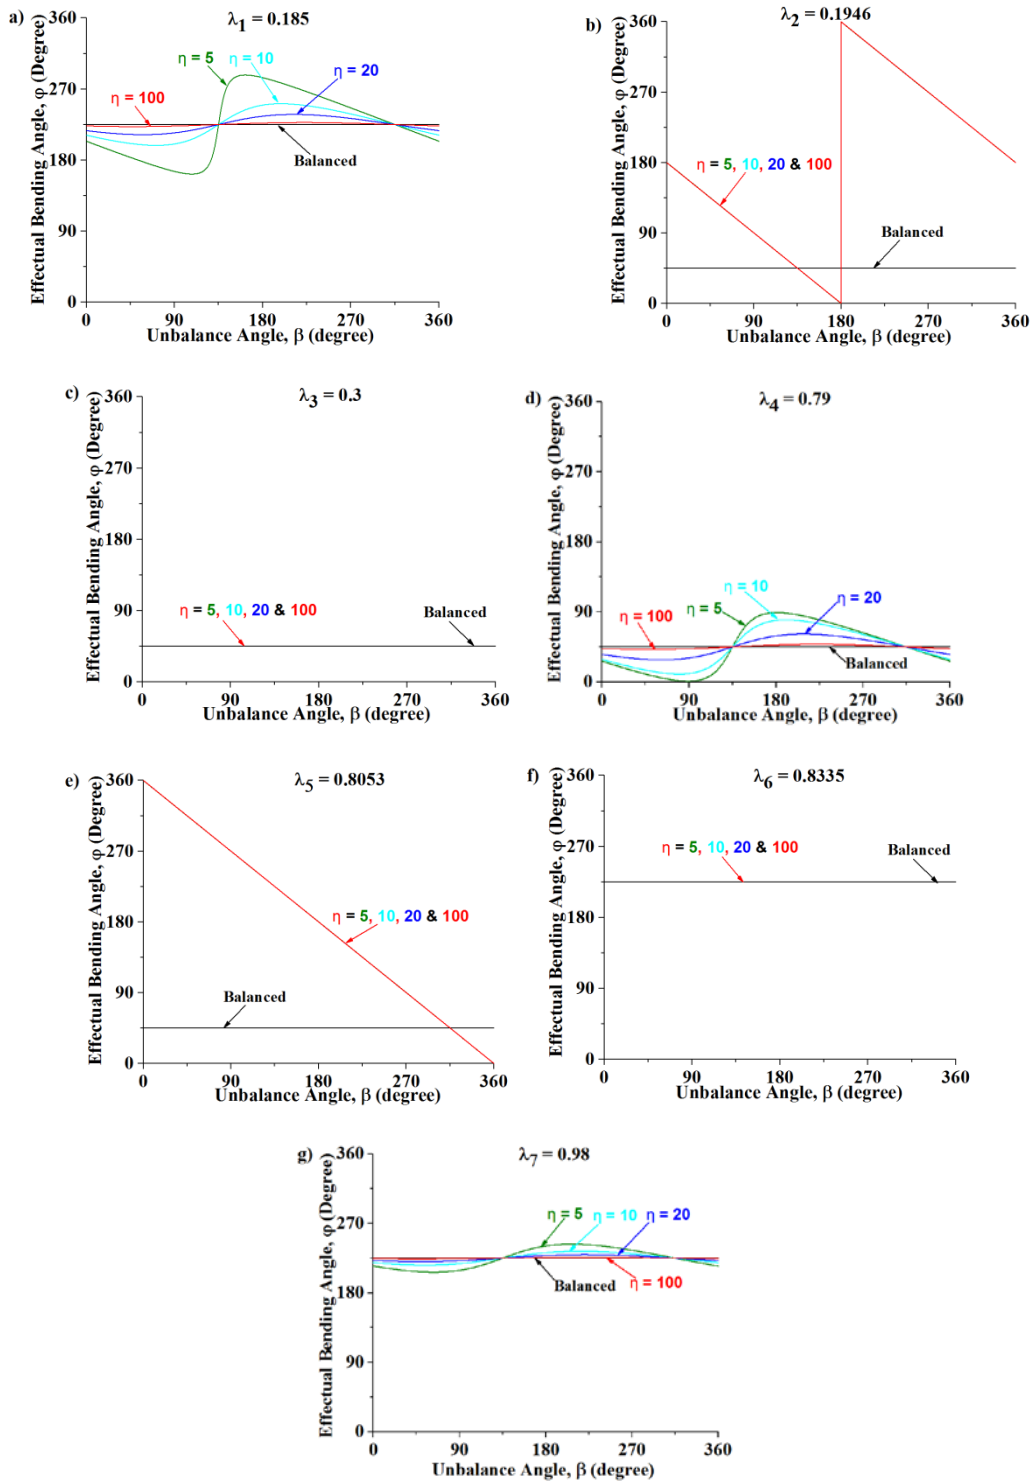 a)
λ1 = 0.185
Effectual Bending Angle, φ (Degree)
360
270
180
90
0
η = 5
η = 10
η = 20
η = 100
Balanced
0 90 180 270 360
Unbalance Angle, β (degree)
b)
λ2 = 0.1946
Effectual Bending Angle, φ (Degree)
360
270
180
90
0
η = 5, 10, 20 & 100
Balanced
0 90 180 270 360
Unbalance Angle, β (degree)
c)
λ3 = 0.3
Effectual Bending Angle, φ (Degree)
360
270
180
90
0
η = 5, 10, 20 & 100
Balanced
0 90 180 270 360
Unbalance Angle, β (degree)
d)
λ4 = 0.79
Effectual Bending Angle, φ (Degree)
360
270
180
90
0
η = 10
η = 5
η = 20
η = 100
Balanced
0 90 180 270 360
Unbalance Angle, β (degree)
e)
λ5 = 0.8053
Effectual Bending Angle, φ (Degree)
360
270
180
90
0
η = 5, 10, 20 & 100
Balanced
0 90 180 270 360
Unbalance Angle, β (degree)
f)
λ6 = 0.8335
Effectual Bending Angle, φ (Degree)
360
270
180
90
0
η = 5, 10, 20 & 100
Balanced
0 90 180 270 360
Unbalance Angle, β (degree)
g)
λ7 = 0.98
Effectual Bending Angle, φ (Degree)
360
270
180
90
0
η = 5
η = 10
η = 20
Balanced
η = 100
0 90 180 270 360
Unbalance Angle, β (degree)